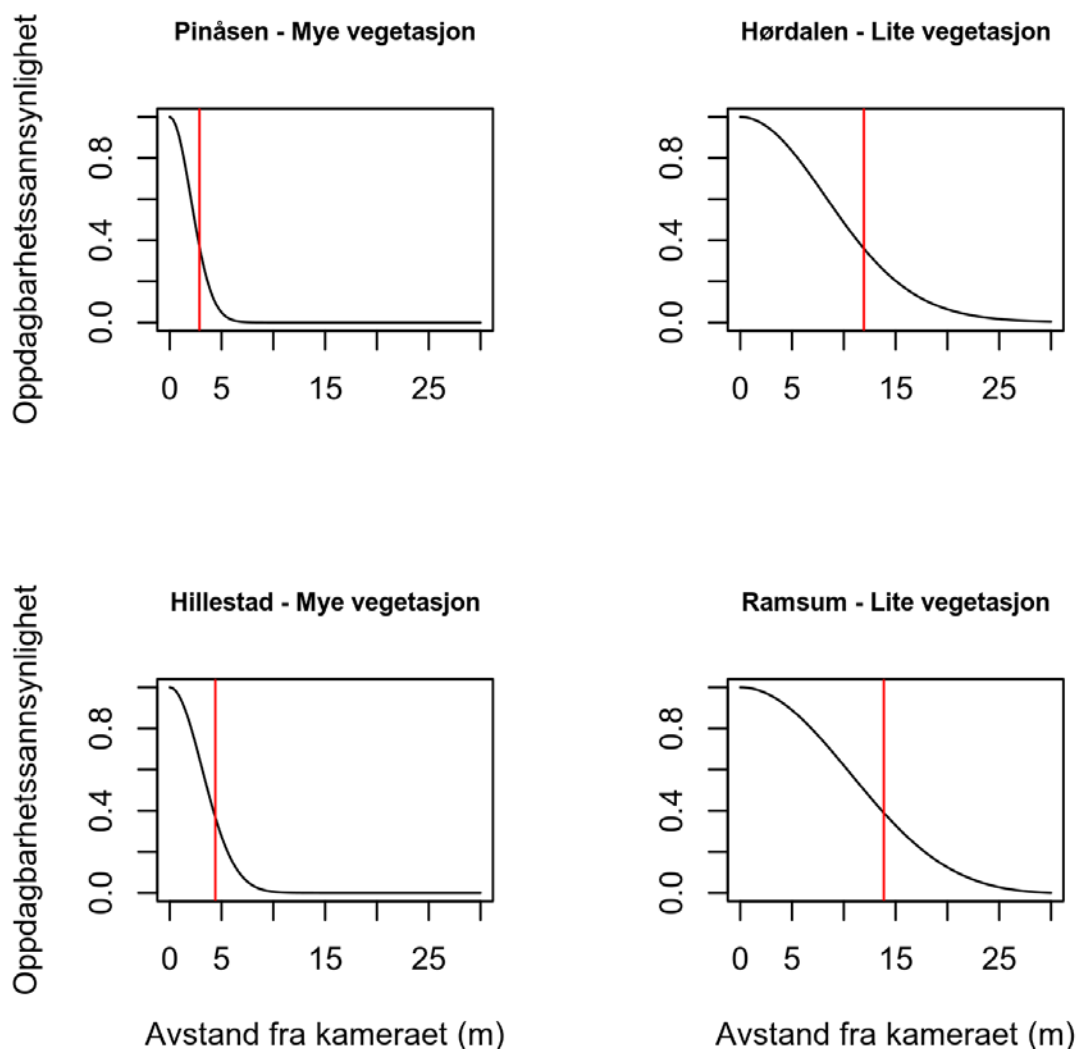 Pinåsen - Mye vegetasjon
Oppdagbarhetssannsynlighet
0.8
0.4
0.0
0 5 15 25
Hørdalen - Lite vegetasjon
0.8
0.4
0.0
0 5 15 25
Hillestad - Mye vegetasjon
Oppdagbarhetssannsynlighet
0.8
0.4
0.0
0 5 15 25
Avstand fra kameraet (m)
Ramsum - Lite vegetasjon
0.8
0.4
0.0
0 5 15 25
Avstand fra kameraet (m)